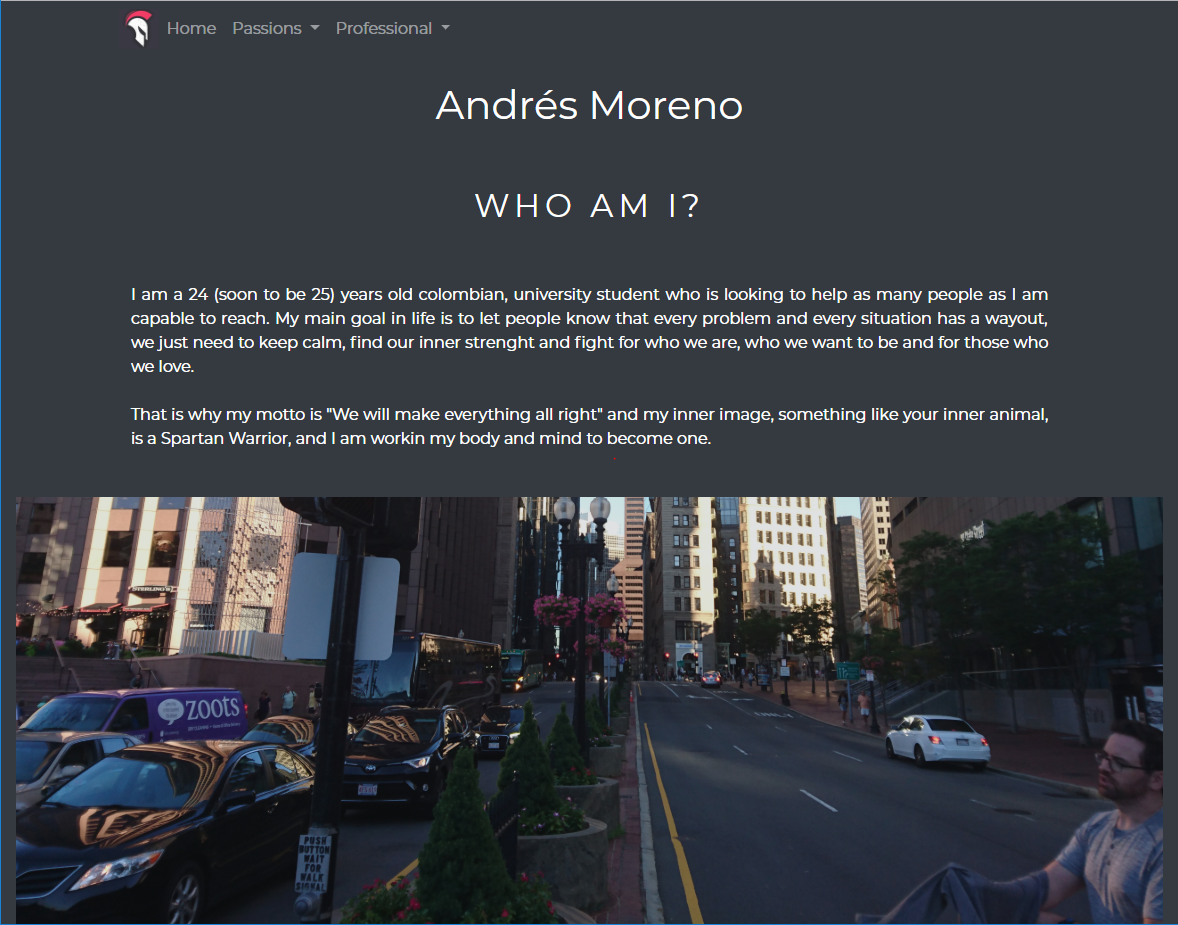 Home Passions Professional
Andrés Moreno
WHO AM I?
I am a 24 (soon to be 25) years old colombian, university student who is looking to help as many people as I am
capable to reach. My main goal in life is to let people know that every problem and every situation has a wayout,
we just need to keep calm, find our inner strenght and fight for who we are, who we want to be and for those who
we love.
That is why my motto is "We will make everything all right" and my inner image, something like your inner animal,
is a Spartan Warrior, and I am workin my body and mind to become one.
STERLING'S
zoots
PUSH
BUTTON
WAIT
FOR
WALK
SIGNAL